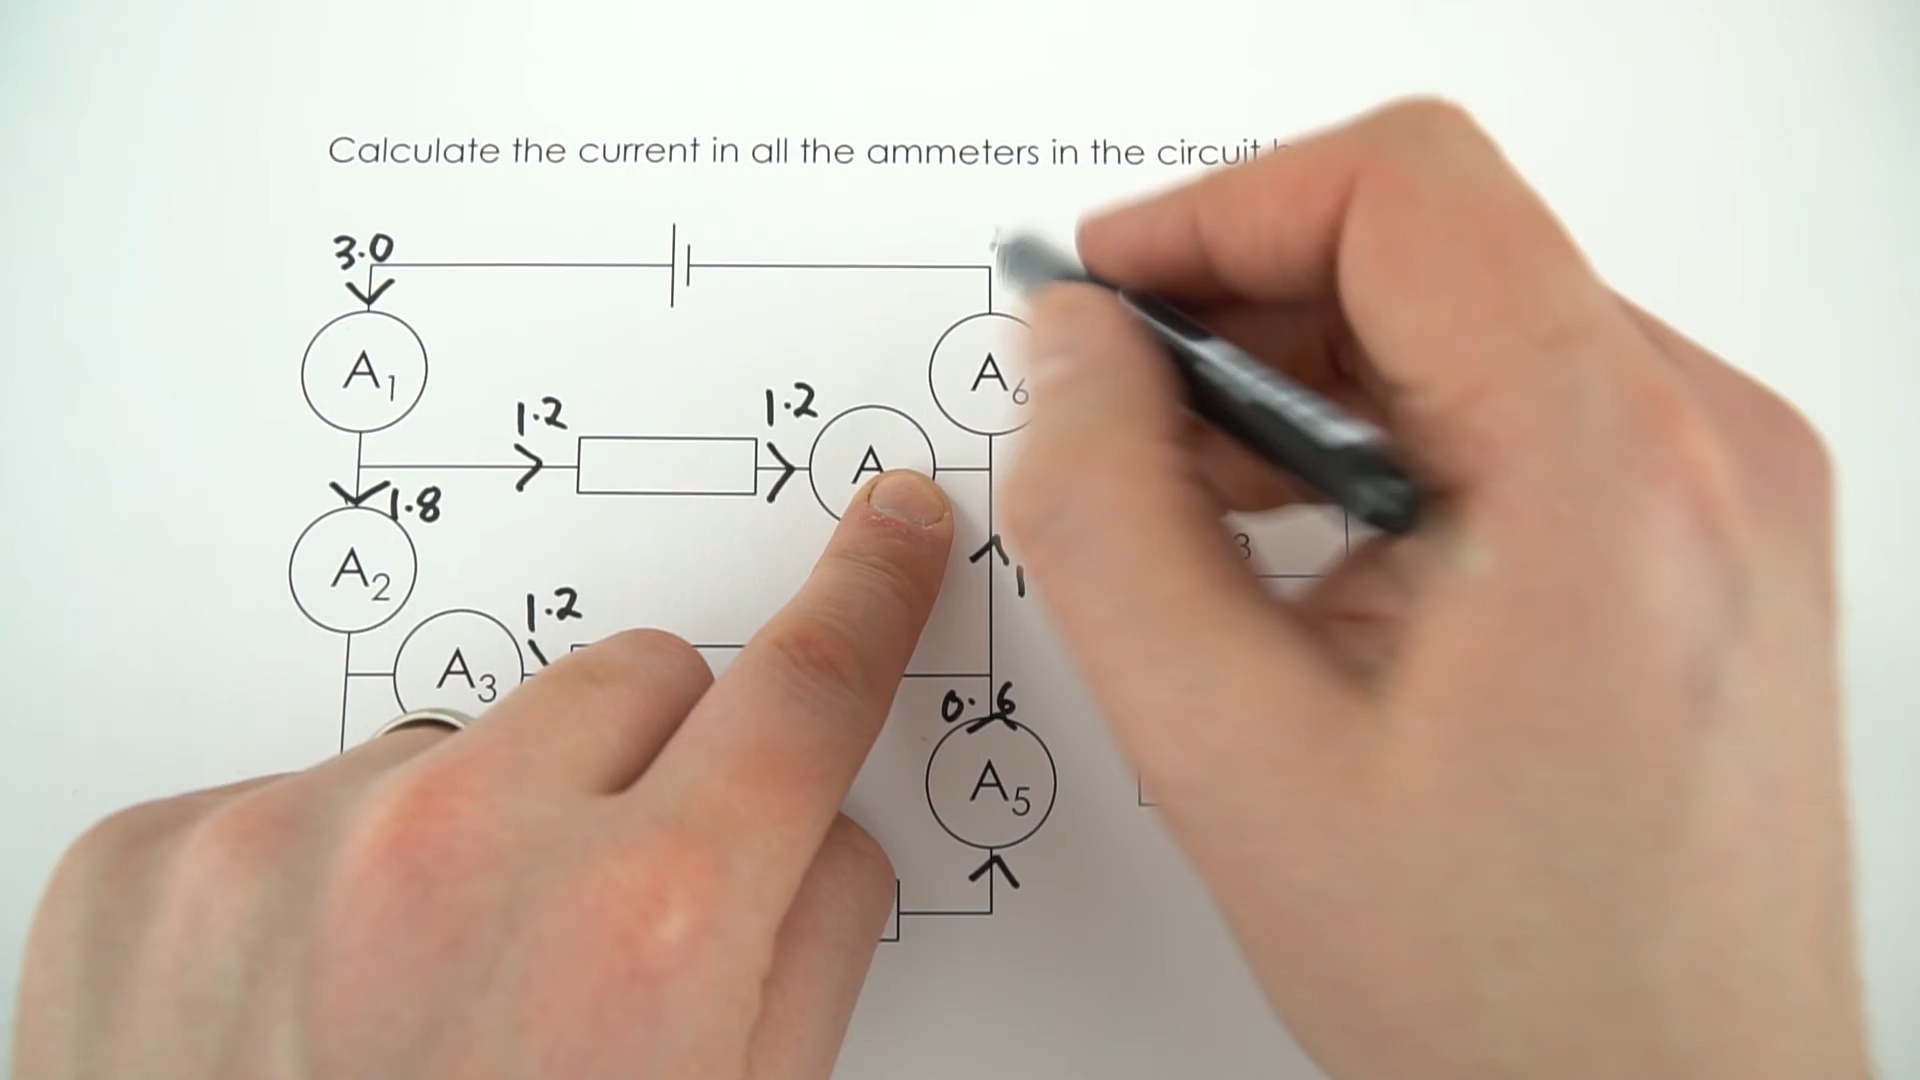 Calculate the current in all the ammeters in the circuit
3.0
A1
A6
1.2
1.2
A
1.8
A2
3
1.2
A3
0.6
A5